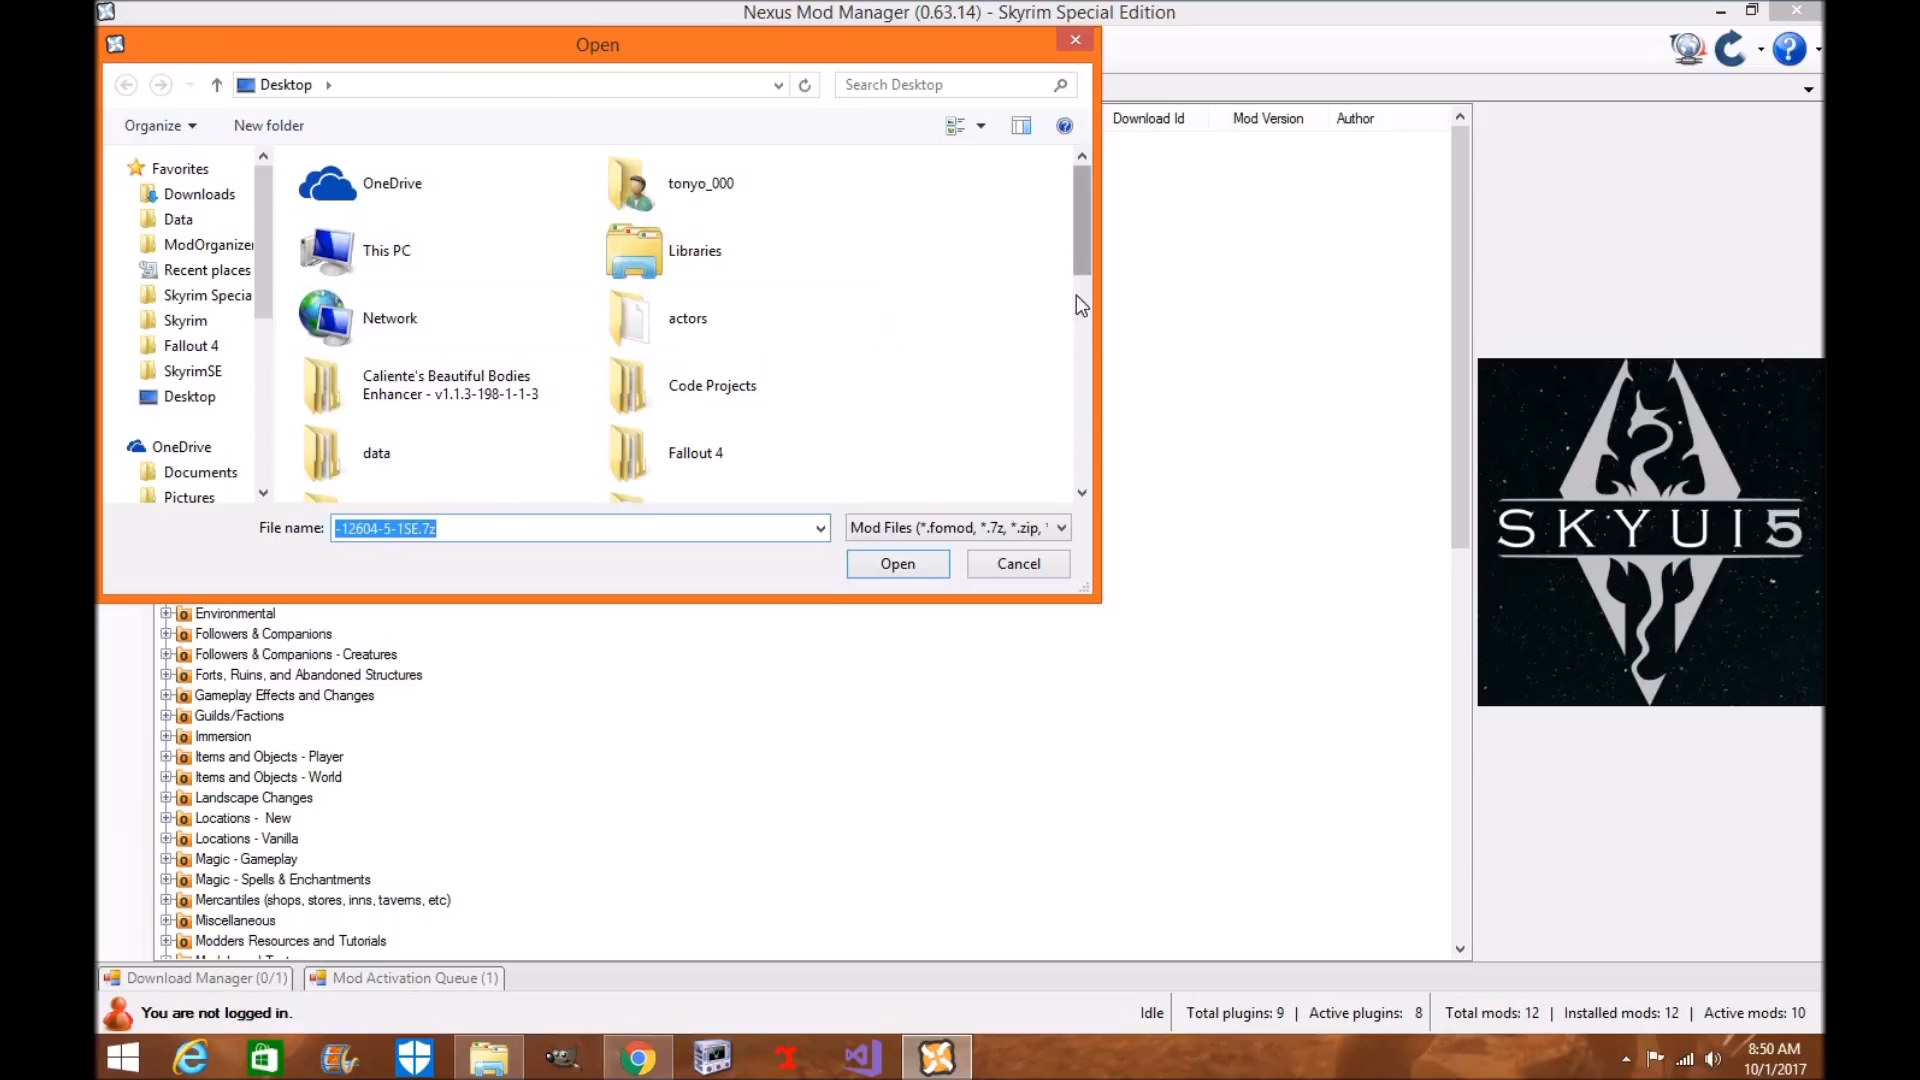 Nexus Mod Manager (0.63.14) - Skyrim Special Edition
Open
Desktop
Search Desktop
Organize
New folder
Download Id
Mod Version
Author
Favorites
Downloads
Data
ModOrganizer
Recent places
Skyrim Specia
Skyrim
Fallout 4
SkyrimSE
Desktop
OneDrive
Documents
Pictures
OneDrive
tonyo_000
This PC
Libraries
Network
actors
Caliente's Beautiful Bodies
Enhancer - v1.1.3-198-1-1-3
Code Projects
data
Fallout 4
File name:
-12604-5-1SE.7z
Mod Files (*.fomod, *.7z, *.zip, *
Open
Cancel
SKYUI5
Environmental
Followers & Companions
Followers & Companions - Creatures
Forts, Ruins, and Abandoned Structures
Gameplay Effects and Changes
Guilds/Factions
Immersion
Items and Objects - Player
Items and Objects - World
Landscape Changes
Locations - New
Locations - Vanilla
Magic - Gameplay
Magic - Spells & Enchantments
Mercantiles (shops, stores, inns, taverns, etc)
Miscellaneous
Modders Resources and Tutorials
Download Manager (0/1)
Mod Activation Queue (1)
You are not logged in.
Idle
Total plugins: 9 | Active plugins: 8
Total mods: 12 | Installed mods: 12 | Active mods: 10
8:50 AM
10/1/2017